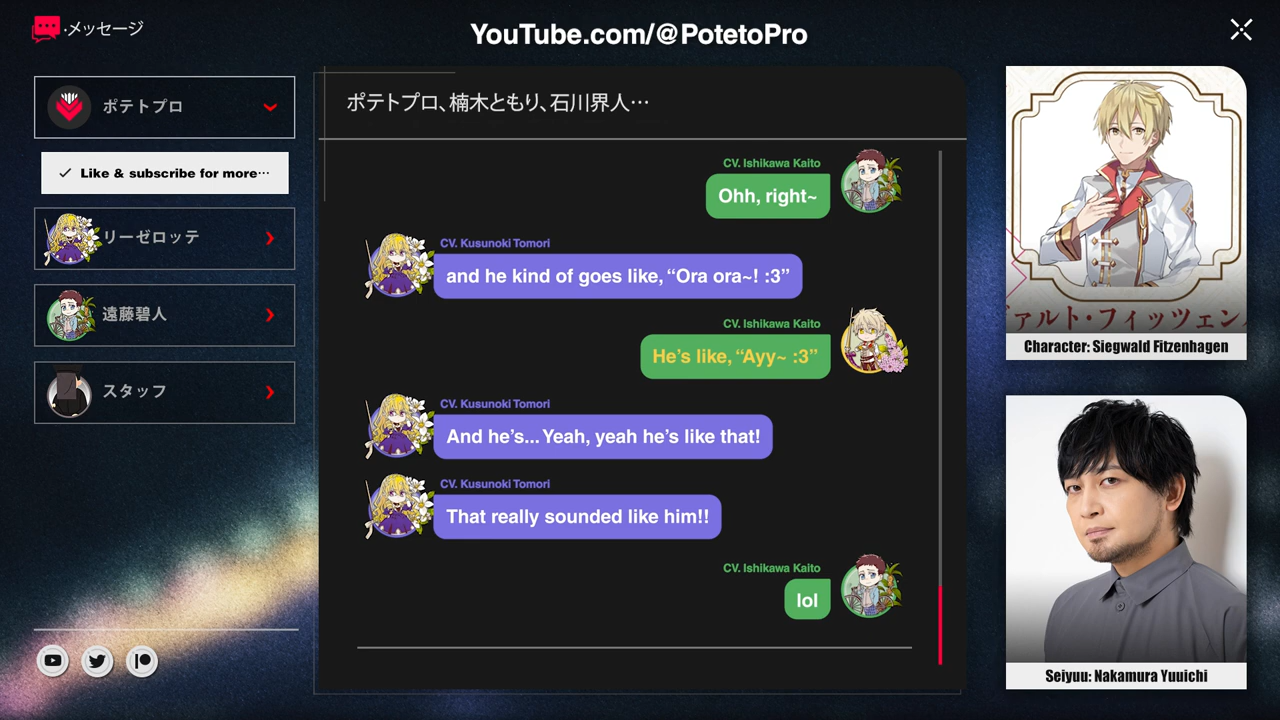 メッセージ
YouTube.com/@PotetoPro
ポテトプロ
Like & subscribe for more…
リーゼロッテ
遠藤碧人
スタッフ
ポテトプロ、楠木ともり、石川界人…
CV. Ishikawa Kaito
Ohh, right~
CV. Kusunoki Tomori
and he kind of goes like, “Ora ora~! :3”
CV. Ishikawa Kaito
He’s like, “Ayy~ :3”
CV. Kusunoki Tomori
And he’s... Yeah, yeah he’s like that!
CV. Kusunoki Tomori
That really sounded like him!!
CV. Ishikawa Kaito
lol
ヴァルト・フィッツェンハ
Character: Siegwald Fitzenhagen
Seiyuu: Nakamura Yuuichi